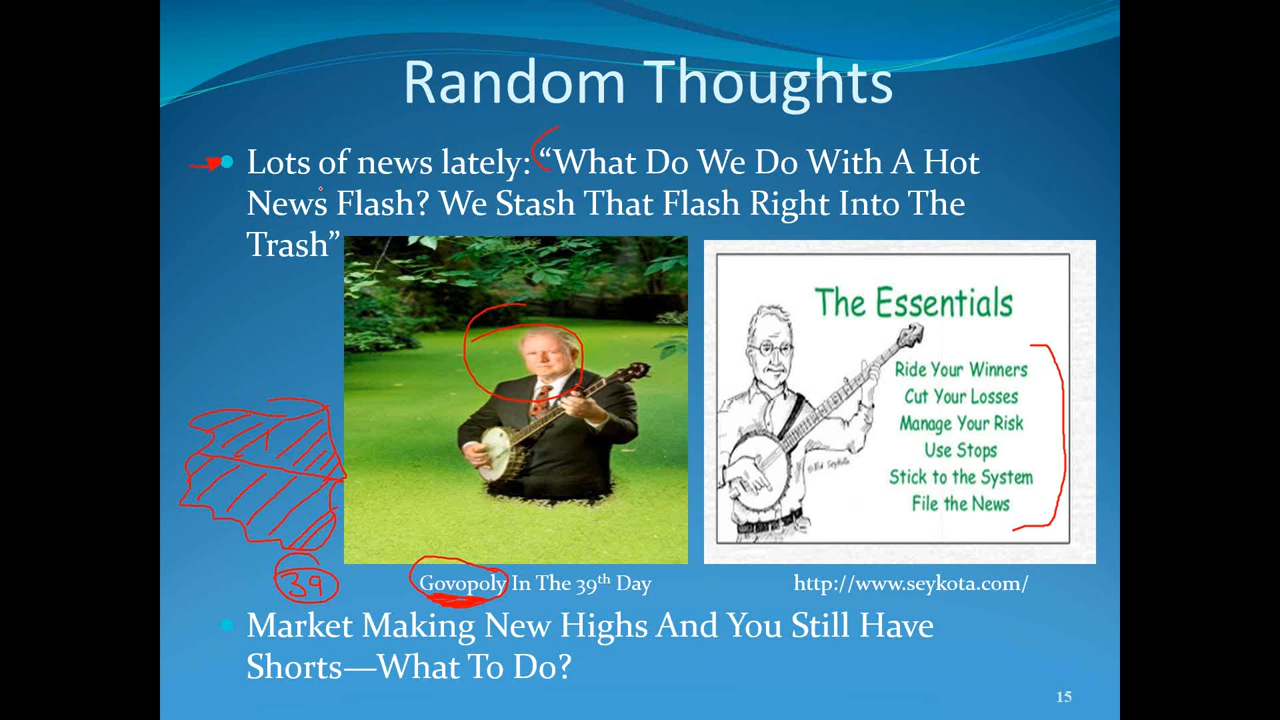 Random Thoughts
Lots of news lately: “What Do We Do With A Hot
News Flash? We Stash That Flash Right Into The
Trash”
The Essentials
Ride Your Winners
Cut Your Losses
Manage Your Risk
Use Stops
Stick to the System
File the News
©Ed Seykota
39
Govopoly In The 39th Day
http://www.seykota.com/
Market Making New Highs And You Still Have
Shorts—What To Do?
15